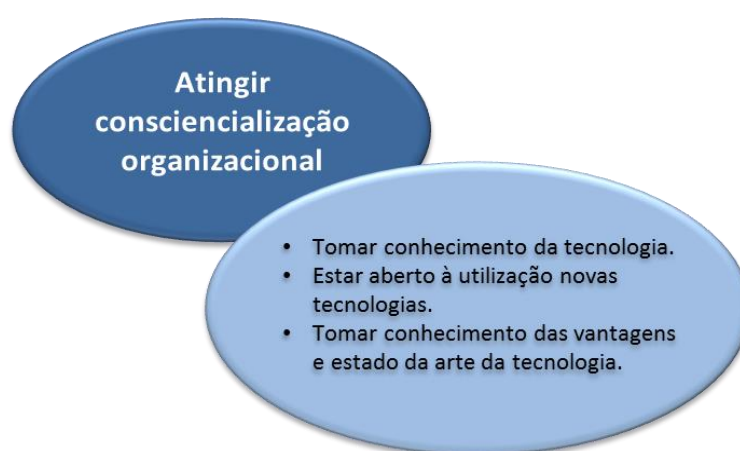 Atingir
consciencialização
organizacional
• Tomar conhecimento da tecnologia.
• Estar aberto à utilização novas
tecnologias.
• Tomar conhecimento das vantagens
e estado da arte da tecnologia.